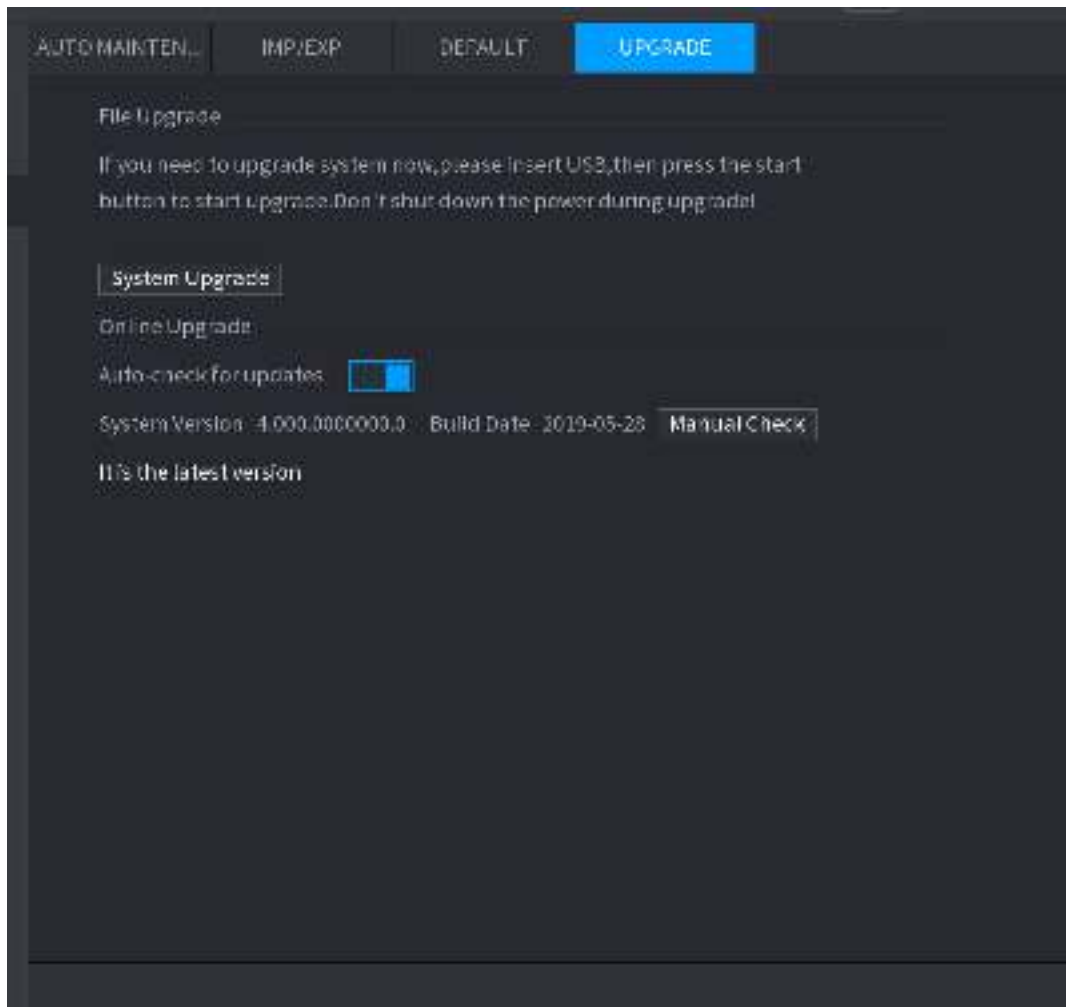 AUTO MAINTEN... IMP/EXP DEFAULT UPGRADE
File Upgrade
If you need to upgrade system now,please insert USB,then press the start
button to start upgrade.Don't shut down the power during upgrade!
System Upgrade
Online Upgrade
Auto-check for updates
System Version 4.000.0000000.0 Build Date 2019-05-28 Manual Check
It is the latest version